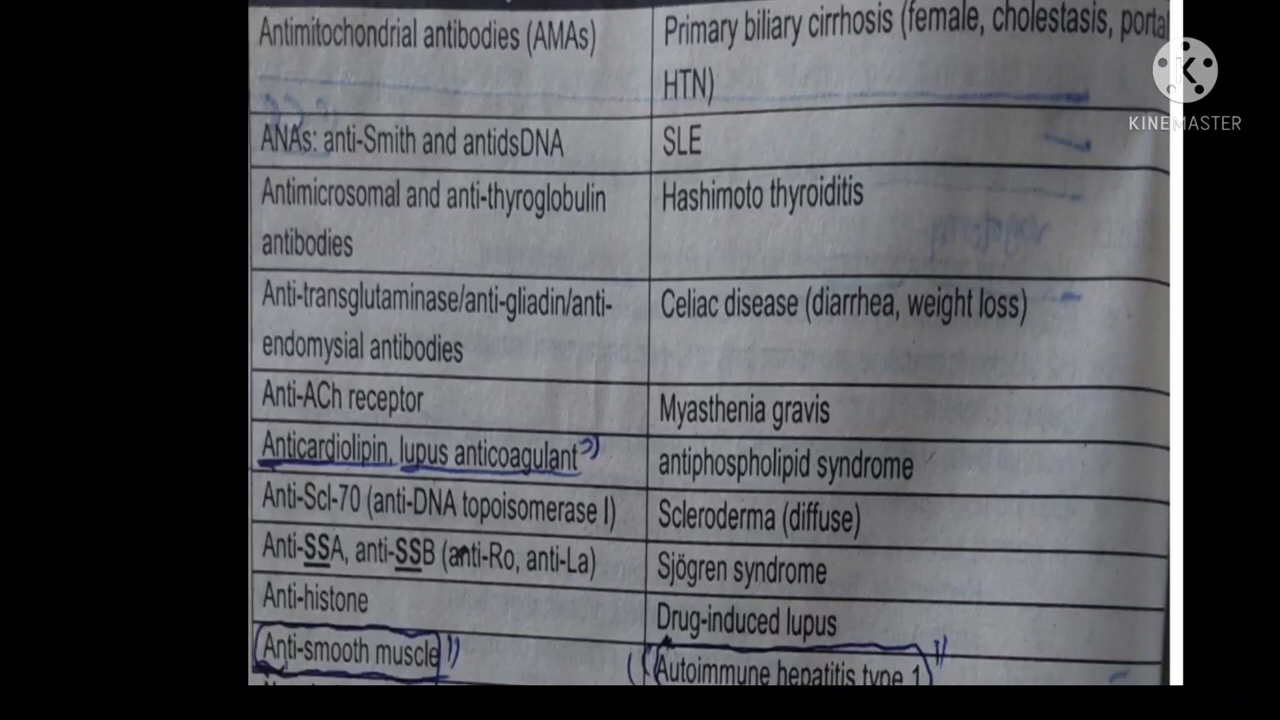 Antimitochondrial antibodies (AMAs)
Primary biliary cirrhosis (female, cholestasis, portal
HTN)
ANAs: anti-Smith and antidsDNA
SLE
Antimicrosomal and anti-thyroglobulin
antibodies
Hashimoto thyroiditis
Anti-transglutaminase/anti-gliadin/anti-
endomysial antibodies
Celiac disease (diarrhea, weight loss)
Anti-ACh receptor
Myasthenia gravis
Anticardiolipin, lupus anticoagulant
antiphospholipid syndrome
Anti-Scl-70 (anti-DNA topoisomerase I)
Scleroderma (diffuse)
Anti-SSA, anti-SSB (anti-Ro, anti-La)
Sjögren syndrome
Anti-histone
Drug-induced lupus
Anti-smooth muscle
Autoimmune hepatitis type 1
K
KINEMASTER